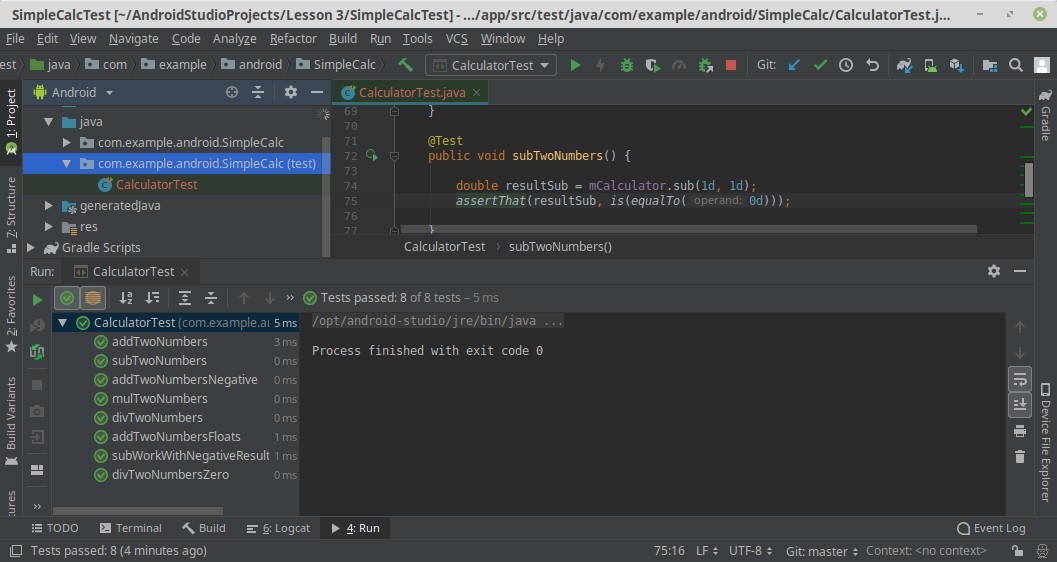 SimpleCalcTest [~/AndroidStudioProjects/Lesson 3/SimpleCalcTest] - .../app/src/test/java/com/example/android/SimpleCalc/CalculatorTest.j...
File Edit View Navigate Code Analyze Refactor Build Run Tools VCS Window Help
est java com example android SimpleCalc CalculatorTest Git:
Android
CalculatorTest.java
1: Project
7: Structure
2: Favorites
Build Variants
tures
java
com.example.android.SimpleCalc
com.example.android.SimpleCalc (test)
CalculatorTest
generatedJava
res
Gradle Scripts
69 }
70
71 @Test
72 public void subTwoNumbers() {
73
74 double resultSub = mCalculator.sub(1d, 1d);
75 assertThat(resultSub, is(equalTo( operand: 0d)));
76
77 }
CalculatorTest › subTwoNumbers()
Gradle
Device File Explorer
Run: CalculatorTest
›› Tests passed: 8 of 8 tests – 5 ms
CalculatorTest (com.example.ai 5 ms
addTwoNumbers 3 ms
subTwoNumbers 0 ms
addTwoNumbersNegative 0 ms
mulTwoNumbers 0 ms
divTwoNumbers 0 ms
addTwoNumbersFloats 1 ms
subWorkWithNegativeResult 1 ms
divTwoNumbersZero 0 ms
/opt/android-studio/jre/bin/java ...
Process finished with exit code 0
››
TODO Terminal Build 6: Logcat 4: Run Event Log
Tests passed: 8 (4 minutes ago) 75:16 LF UTF-8 Git: master Context: <no context>